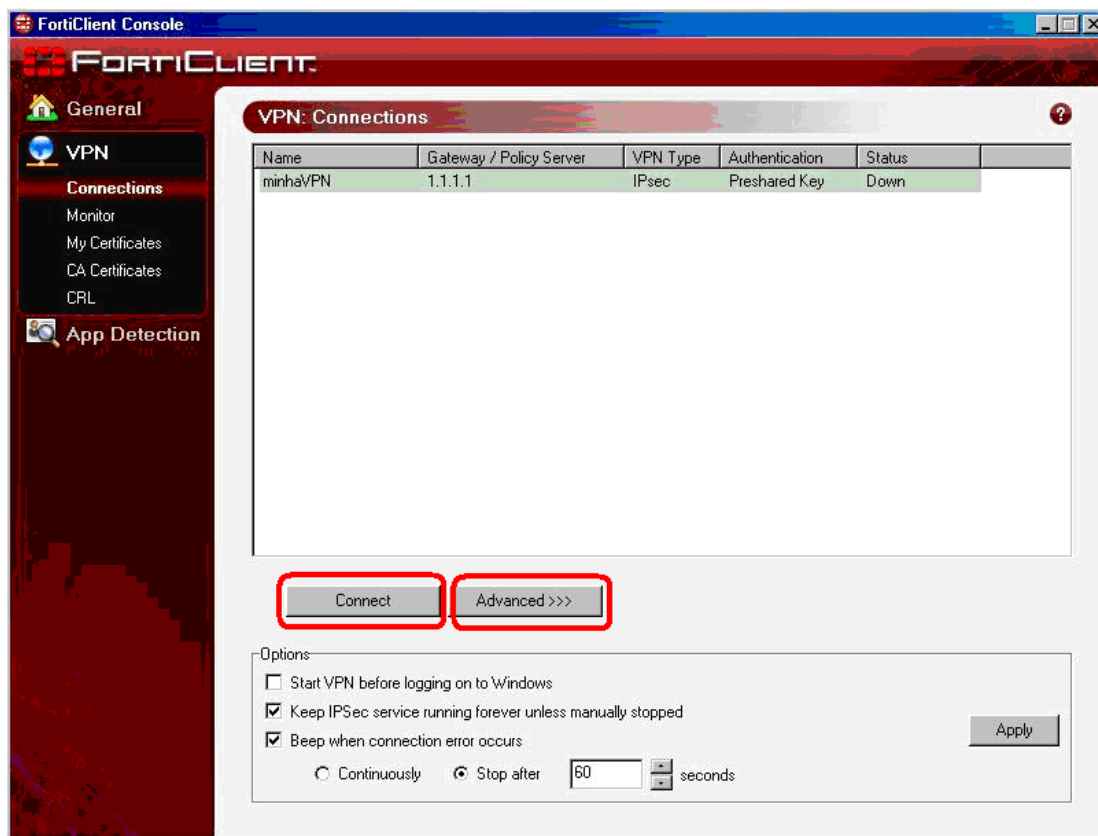 FortiClient Console
FORTICLIENT
General
VPN
Connections
Monitor
My Certificates
CA Certificates
CRL
App Detection
VPN: Connections
?
Name Gateway / Policy Server VPN Type Authentication Status
minhaVPN 1.1.1.1 IPsec Preshared Key Down
Connect Advanced >>>
Options
Start VPN before logging on to Windows
Keep IPSec service running forever unless manually stopped
Beep when connection error occurs
Continuously Stop after 60 seconds
Apply